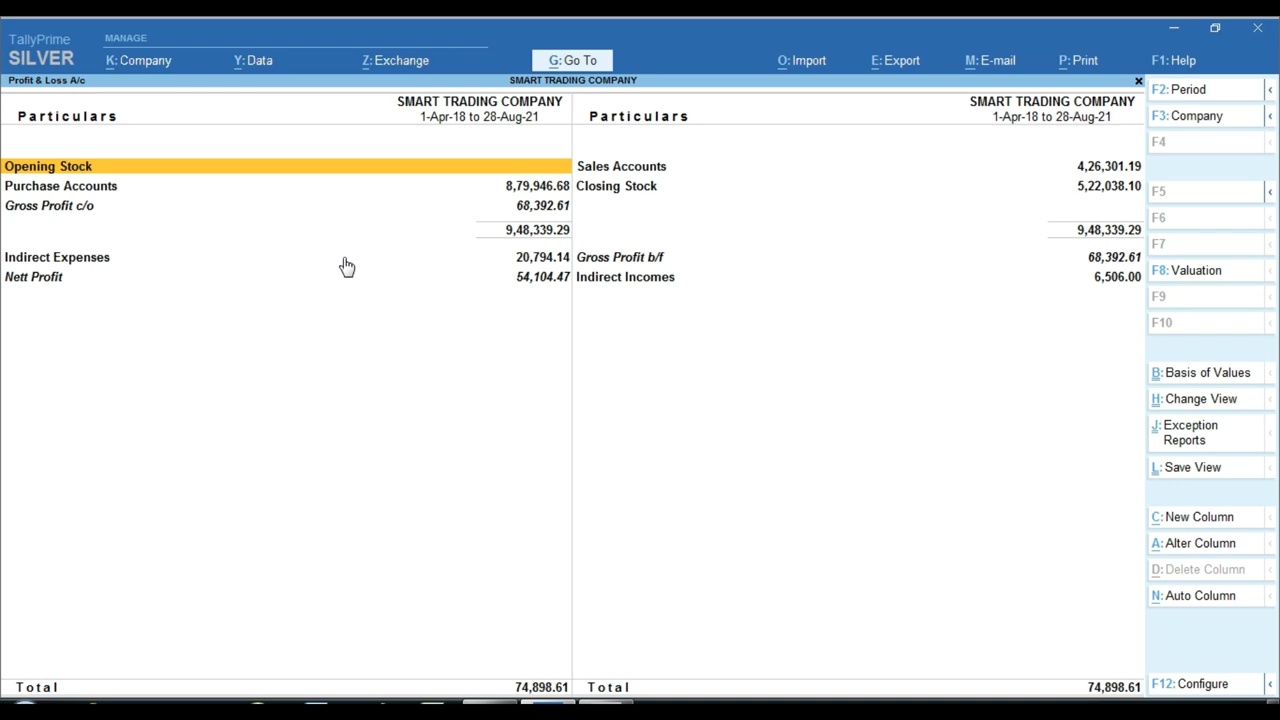 TallyPrime
SILVER
MANAGE
K: Company
Y: Data
Z: Exchange
G: Go To
O: Import
E: Export
M: E-mail
P: Print
F1: Help
Profit & Loss A/c
SMART TRADING COMPANY
Particulars
SMART TRADING COMPANY
1-Apr-18 to 28-Aug-21
Particulars
SMART TRADING COMPANY
1-Apr-18 to 28-Aug-21
Opening Stock
Sales Accounts 4,26,301.19
Purchase Accounts 8,79,946.68
Closing Stock 5,22,038.10
Gross Profit c/o 68,392.61
9,48,339.29
9,48,339.29
Indirect Expenses 20,794.14
Gross Profit b/f 68,392.61
Nett Profit 54,104.47
Indirect Incomes 6,506.00
Total 74,898.61
Total 74,898.61
F2: Period
F3: Company
F4
F5
F6
F7
F8: Valuation
F9
F10
B: Basis of Values
H: Change View
J: Exception
Reports
L: Save View
C: New Column
A: Alter Column
D: Delete Column
N: Auto Column
F12: Configure